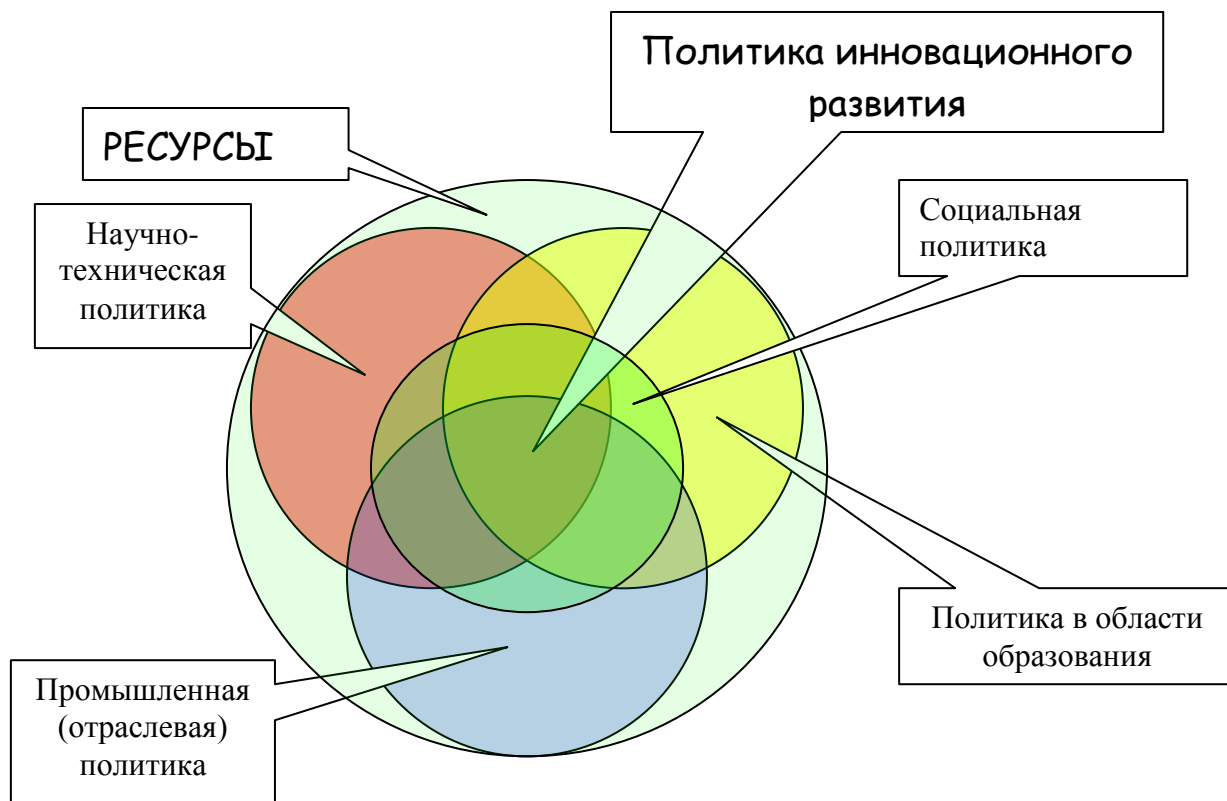 Политика инновационного
развития
РЕСУРСЫ
Научно-
техническая
политика
Социальная
политика
Политика в области
образования
Промышленная
(отраслевая)
политика